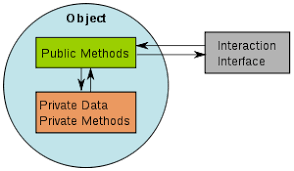 Object
Public Methods
Interaction
Interface
Private Data
Private Methods